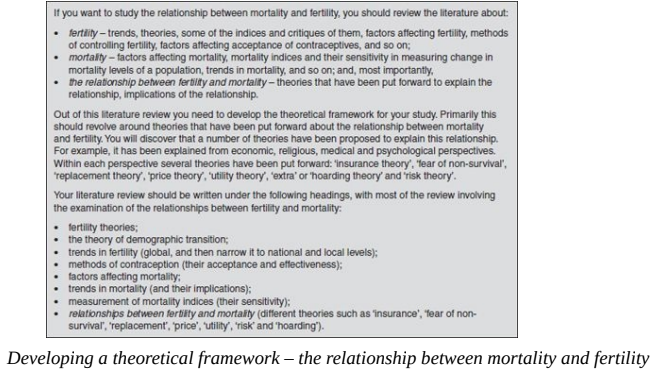 If you want to study the relationship between mortality and fertility, you should review the literature about:
• fertility – trends, theories, some of the indices and critiques of them, factors affecting fertility, methods
of controlling fertility, factors affecting acceptance of contraceptives, and so on;
• mortality – factors affecting mortality, mortality indices and their sensitivity in measuring change in
mortality levels of a population, trends in mortality, and so on; and, most importantly,
• the relationship between fertility and mortality – theories that have been put forward to explain the
relationship, implications of the relationship.
Out of this literature review you need to develop the theoretical framework for your study. Primarily this
should revolve around theories that have been put forward about the relationship between mortality
and fertility. You will discover that a number of theories have been proposed to explain this relationship.
For example, it has been explained from economic, religious, medical and psychological perspectives.
Within each perspective several theories have been put forward: 'insurance theory', 'fear of non-survival',
'replacement theory', 'price theory', 'utility theory', 'extra' or 'hoarding theory' and 'risk theory'.
Your literature review should be written under the following headings, with most of the review involving
the examination of the relationships between fertility and mortality:
• fertility theories;
• the theory of demographic transition;
• trends in fertility (global, and then narrow it to national and local levels);
• methods of contraception (their acceptance and effectiveness);
• factors affecting mortality;
• trends in mortality (and their implications);
• measurement of mortality indices (their sensitivity);
• relationships between fertility and mortality (different theories such as 'insurance', 'fear of non-
survival', 'replacement', 'price', 'utility', 'risk' and 'hoarding').
Developing a theoretical framework – the relationship between mortality and fertility